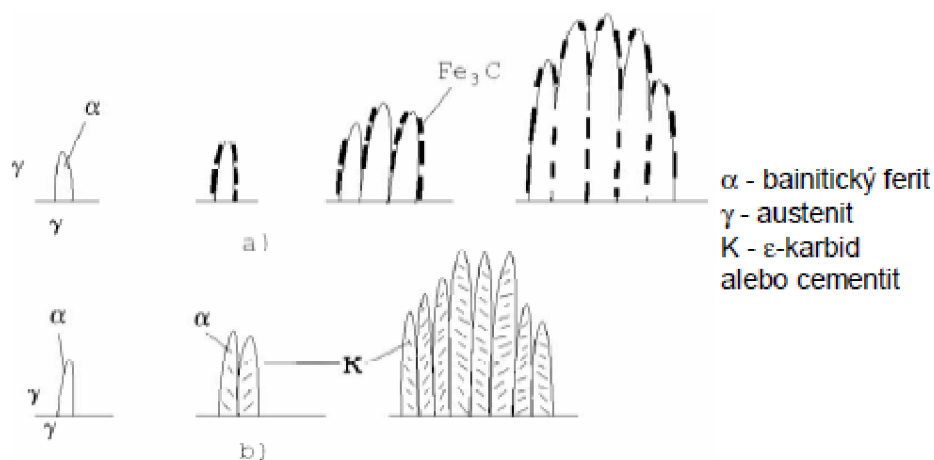 Fe₃C
α
γ
γ
a)
α - bainitický ferit
γ - austenit
K - ε-karbid
alebo cementit
α
α
K
γ
γ
b)